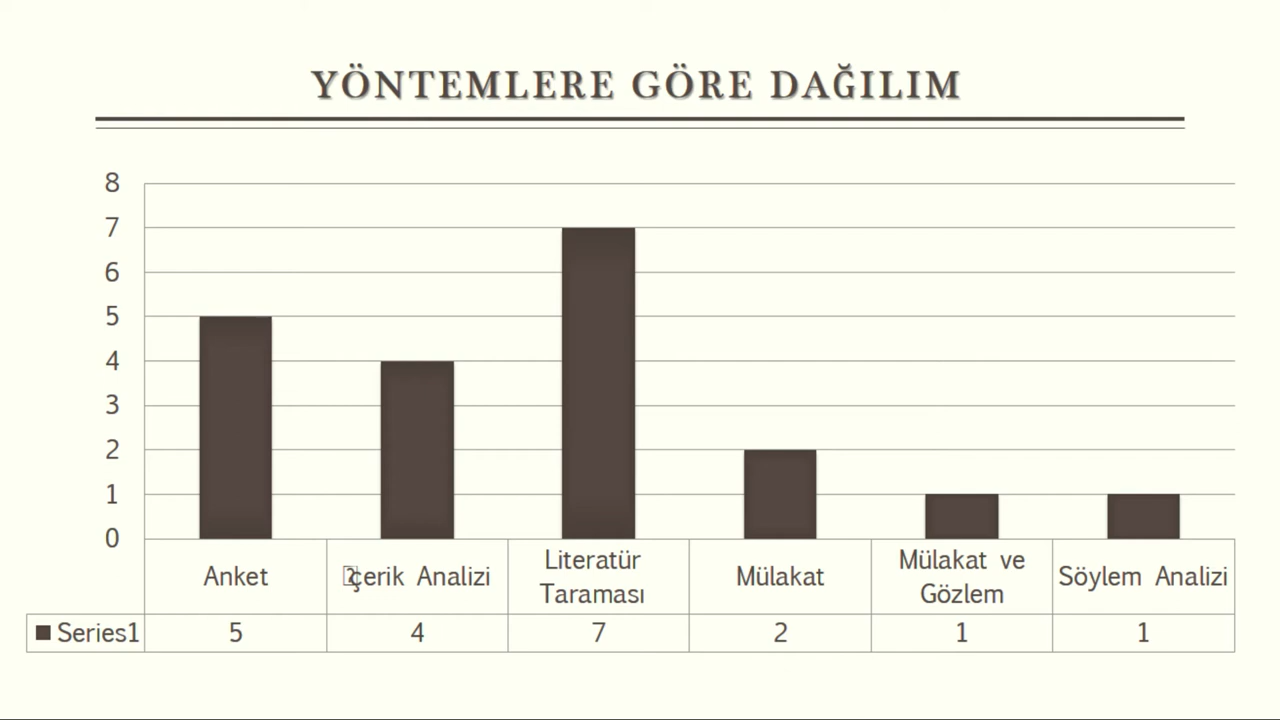 YÖNTEMLERE GÖRE DAĞILIM
8
7
6
5
4
3
2
1
0
Anket
Analizi
Literatür
Taraması
Mülakat
Mülakat ve
Gözlem
Söylem Analizi
Series1 5 4 7 2 1 1